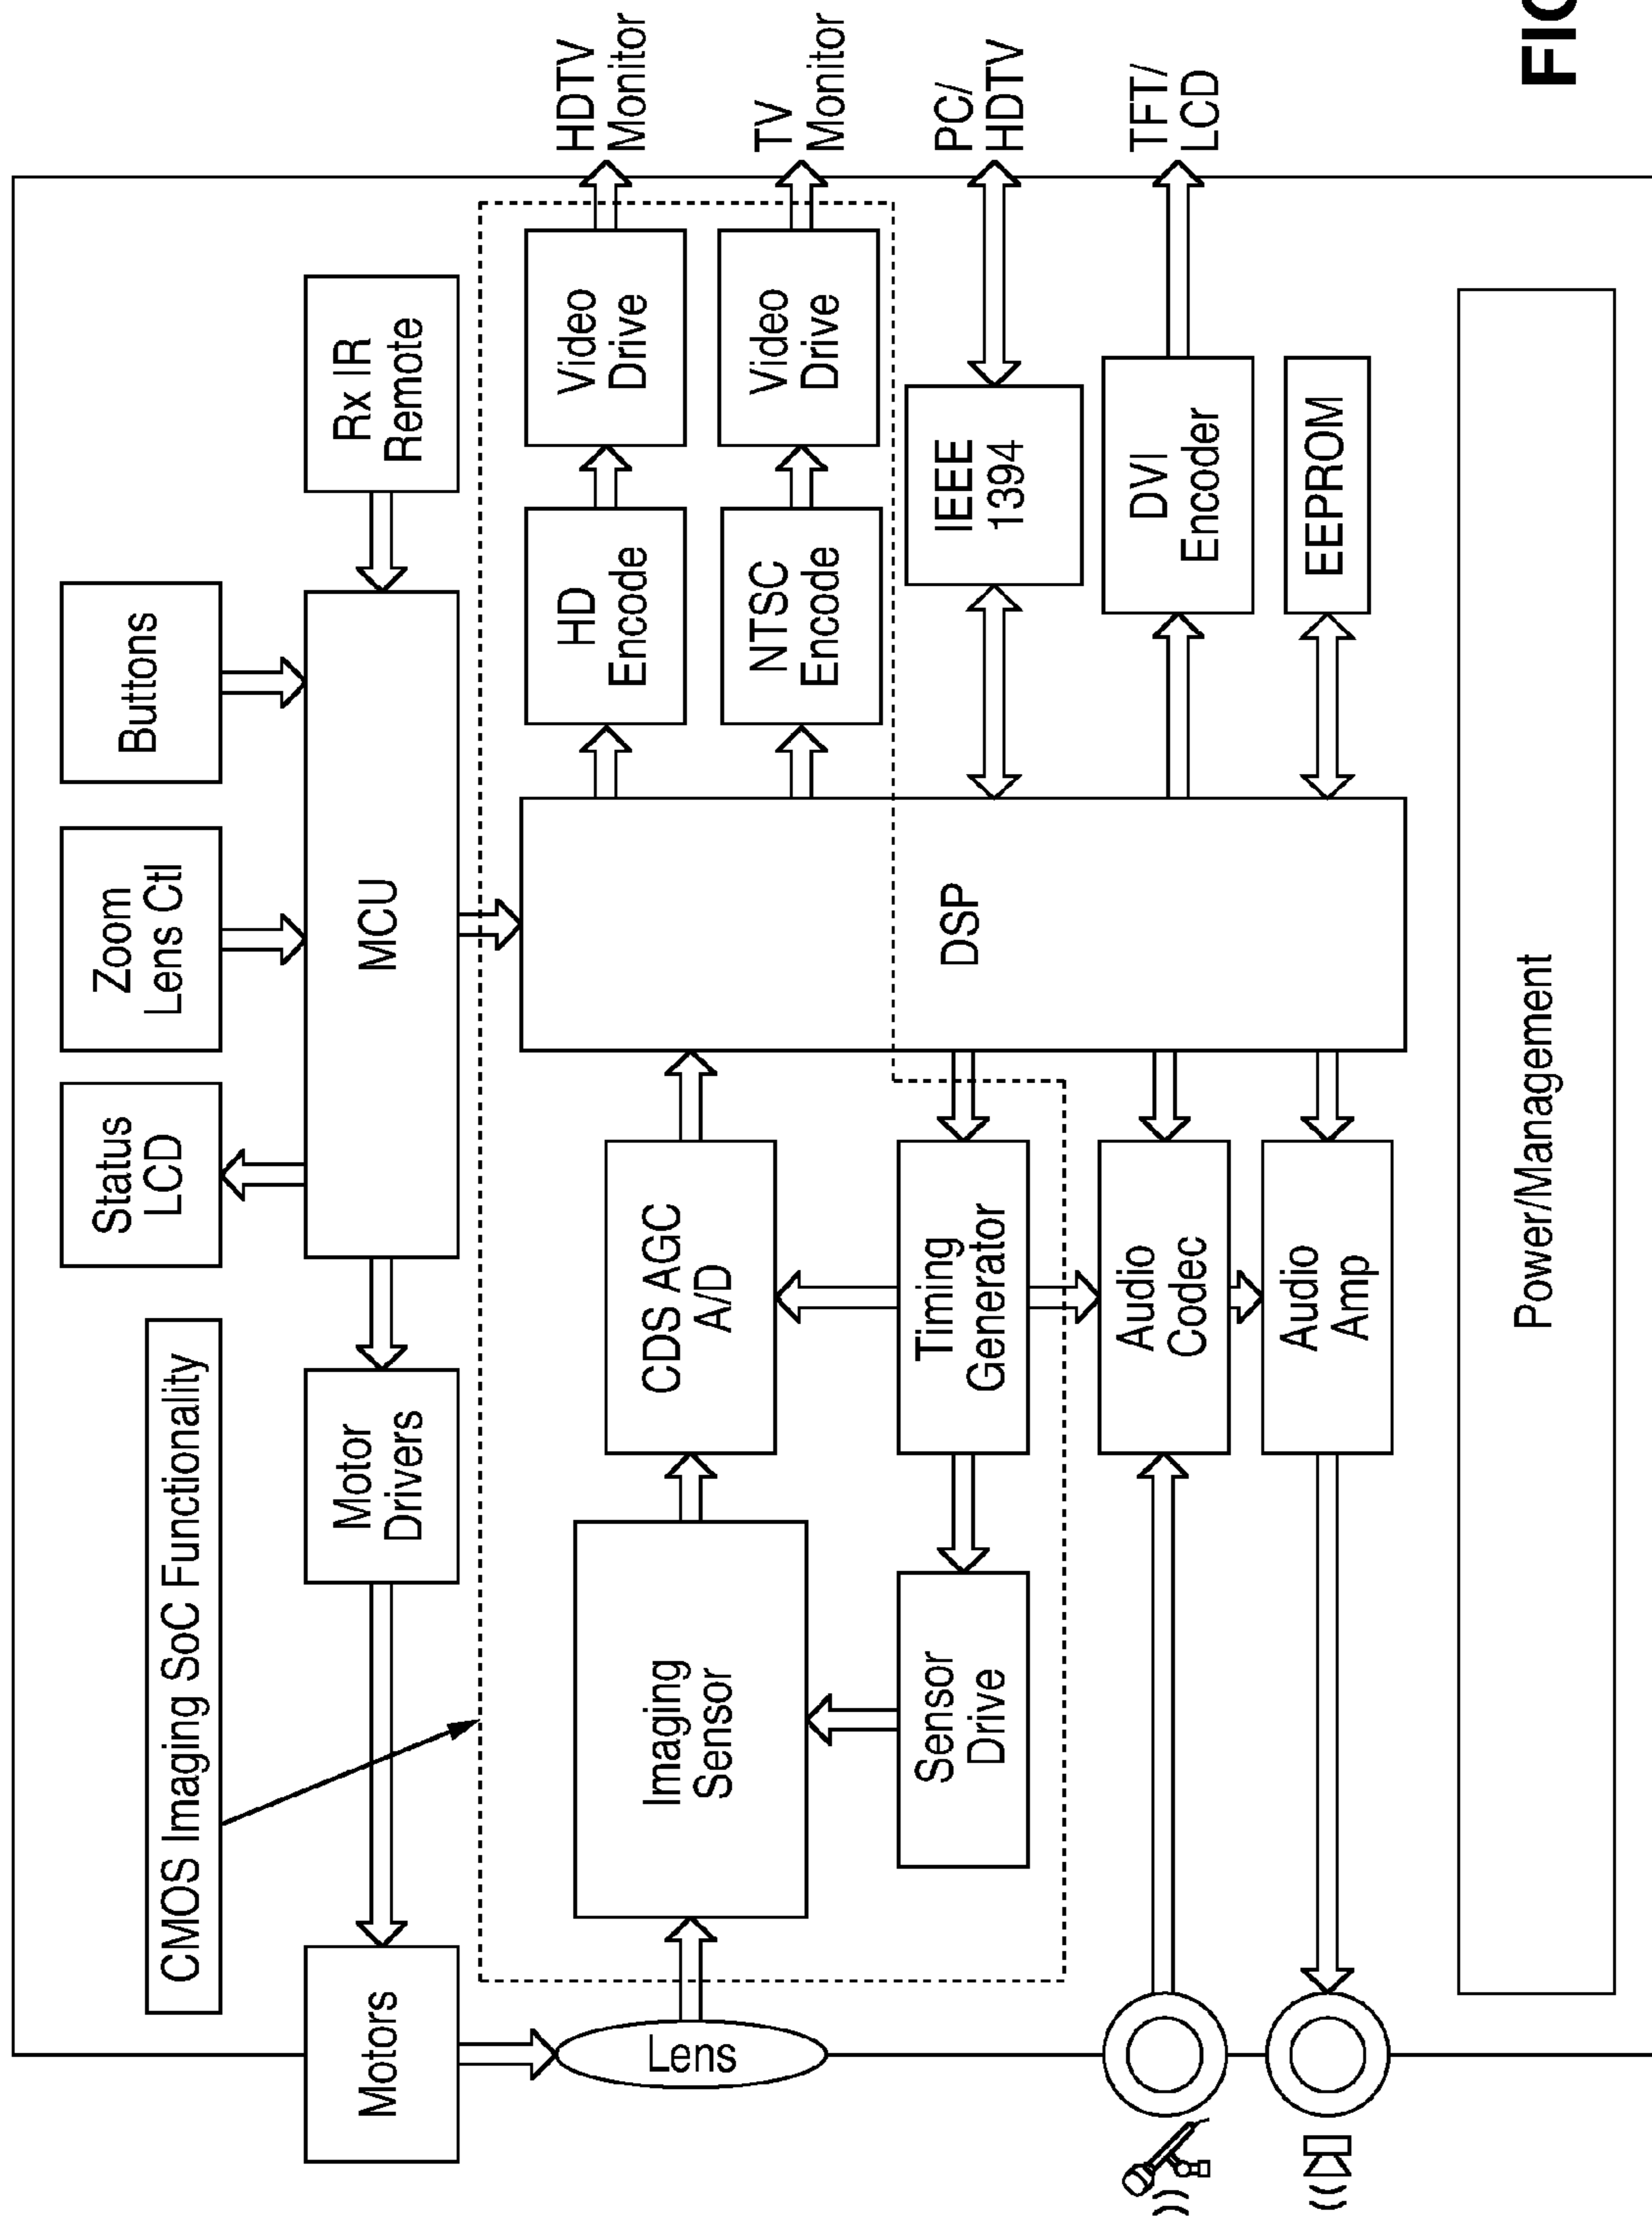 CMOS Imaging SoC Functionality
Status
LCD
Zoom
Lens Ctl
Buttons
Motors
Motor
Drivers
MCU
Rx IR
Remote
Lens
Imaging
Sensor
CDS AGC
A/D
Sensor
Drive
Timing
Generator
DSP
HD
Encode
Video
Drive
HDTV
Monitor
NTSC
Encode
Video
Drive
TV
Monitor
IEEE
1394
PC/
HDTV
DVI
Encoder
TFT/
LCD
EEPROM
Audio
Codec
Audio
Amp
Power/Management